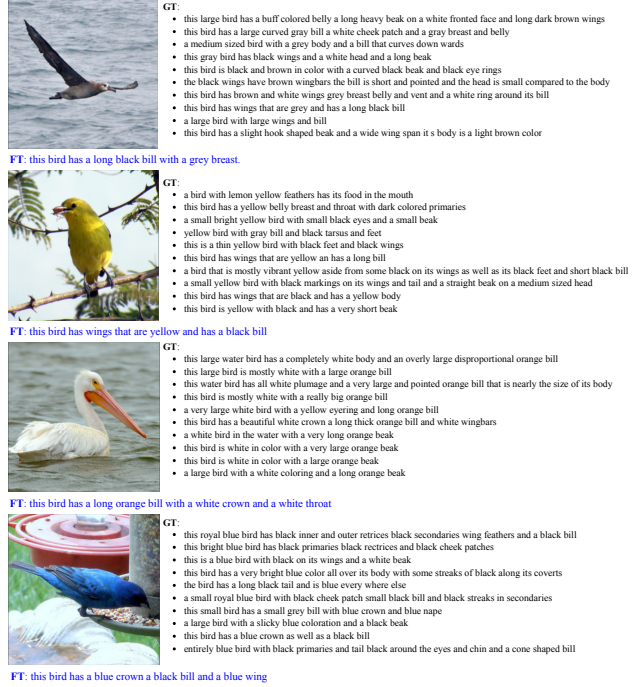 GT:
• this large bird has a buff colored belly a long heavy beak on a white fronted face and long dark brown wings
• this bird has a large curved gray bill a white cheek patch and a gray breast and belly
• a medium sized bird with a grey body and a bill that curves down wards
• this gray bird has black wings and a white head and a long beak
• this bird is black and brown in color with a curved black beak and black eye rings
• the black wings have brown wingbars the bill is short and pointed and the head is small compared to the body
• this bird has brown and white wings grey breast belly and vent and a white ring around its bill
• this bird has wings that are grey and has a long black bill
• a large bird with large wings and bill
• this bird has a slight hook shaped beak and a wide wing span it s body is a light brown color
FT: this bird has a long black bill with a grey breast.
GT:
• a bird with lemon yellow feathers has its food in the mouth
• this bird has a yellow belly breast and throat with dark colored primaries
• a small bright yellow bird with small black eyes and a small beak
• yellow bird with gray bill and black tarsus and feet
• this is a thin yellow bird with black feet and black wings
• this bird has wings that are yellow an has a long bill
• a bird that is mostly vibrant yellow aside from some black on its wings as well as its black feet and short black bill
• a small yellow bird with black markings on its wings and tail and a straight beak on a medium sized head
• this bird has wings that are black and has a yellow body
• this bird is yellow with black and has a very short beak
FT: this bird has wings that are yellow and has a black bill
GT:
• this large water bird has a completely white body and an overly large disproportional orange bill
• this large bird is mostly white with a large orange bill
• this water bird has all white plumage and a very large and pointed orange bill that is nearly the size of its body
• this bird is mostly white with a really big orange bill
• a very large white bird with a yellow eyering and long orange bill
• this bird has a beautiful white crown a long thick orange bill and white wingbars
• a white bird in the water with a very long orange beak
• this bird is white in color with a very large orange beak
• this bird is white in color with a large orange beak
• a large bird with a white coloring and a long orange beak
FT: this bird has a long orange bill with a white crown and a white throat
GT:
• this royal blue bird has black inner and outer retrices black secondaries wing feathers and a black bill
• this bright blue bird has black primaries black rectrices and black cheek patches
• this is a blue bird with black on its wings and a white beak
• this bird has a very bright blue color all over its body with some streaks of black along its coverts
• the bird has a long black tail and is blue every where else
• a small royal blue bird with black cheek patch small black bill and black streaks in secondaries
• this small bird has a small grey bill with blue crown and blue nape
• a large bird with a slicky blue coloration and a black beak
• this bird has a blue crown as well as a black bill
• entirely blue bird with black primaries and tail black around the eyes and chin and a cone shaped bill
FT: this bird has a blue crown a black bill and a blue wing